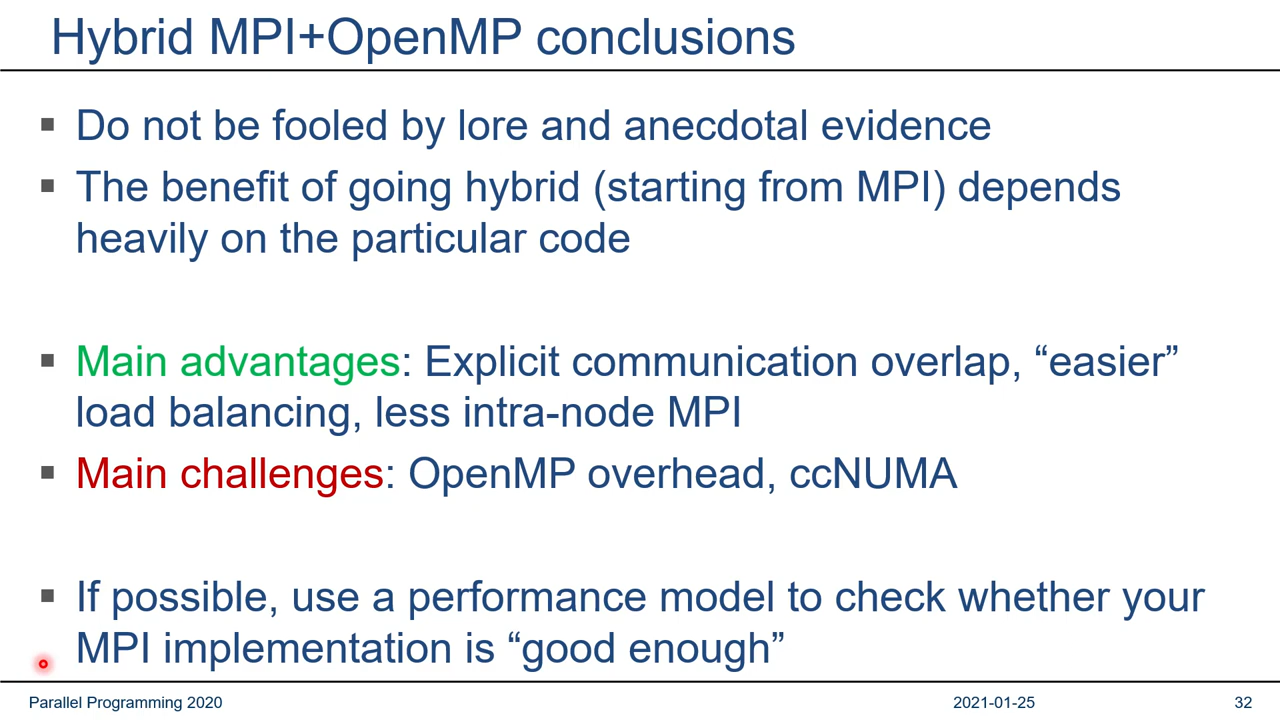 Hybrid MPI+OpenMP conclusions
▪ Do not be fooled by lore and anecdotal evidence
▪ The benefit of going hybrid (starting from MPI) depends
heavily on the particular code
▪ Main advantages: Explicit communication overlap, “easier”
load balancing, less intra-node MPI
▪ Main challenges: OpenMP overhead, ccNUMA
▪ If possible, use a performance model to check whether your
MPI implementation is “good enough”
Parallel Programming 2020 2021-01-25 32